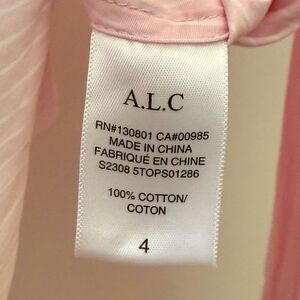 A.L.C
RN#130801 CA#00985
MADE IN CHINA
FABRIQUÉ EN CHINE
S2308 5TOPS01286
100% COTTON/
COTON
4